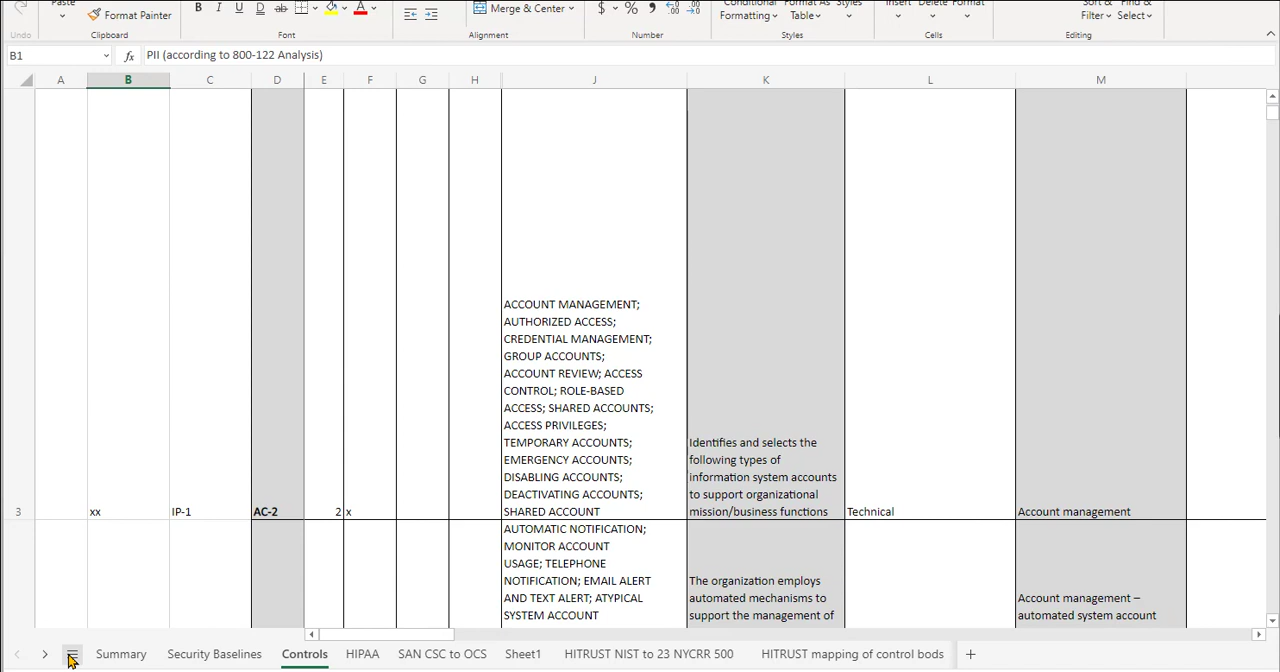 Paste
Format Painter
B I U D ab A
Merge & Center
$ % 9 .00 .00
Conditional Format As Styles
Formatting Table
Insert Delete Format
Sort & Find &
Filter Select
Undo Clipboard Font Alignment Number Styles Cells Editing
B1 fx PII (according to 800-122 Analysis)
A B C D E F G H J K L M
ACCOUNT MANAGEMENT;
AUTHORIZED ACCESS;
CREDENTIAL MANAGEMENT;
GROUP ACCOUNTS;
ACCOUNT REVIEW; ACCESS
CONTROL; ROLE-BASED
ACCESS; SHARED ACCOUNTS;
ACCESS PRIVILEGES;
TEMPORARY ACCOUNTS;
EMERGENCY ACCOUNTS;
DISABLING ACCOUNTS;
DEACTIVATING ACCOUNTS;
SHARED ACCOUNT
Identifies and selects the
following types of
information system accounts
to support organizational
mission/business functions
3 xx IP-1 AC-2 2 x Technical Account management
AUTOMATIC NOTIFICATION;
MONITOR ACCOUNT
USAGE; TELEPHONE
NOTIFICATION; EMAIL ALERT
AND TEXT ALERT; ATYPICAL
SYSTEM ACCOUNT
The organization employs
automated mechanisms to
support the management of
Account management –
automated system account
Summary Security Baselines Controls HIPAA SAN CSC to OCS Sheet1 HITRUST NIST to 23 NYCRR 500 HITRUST mapping of control bods